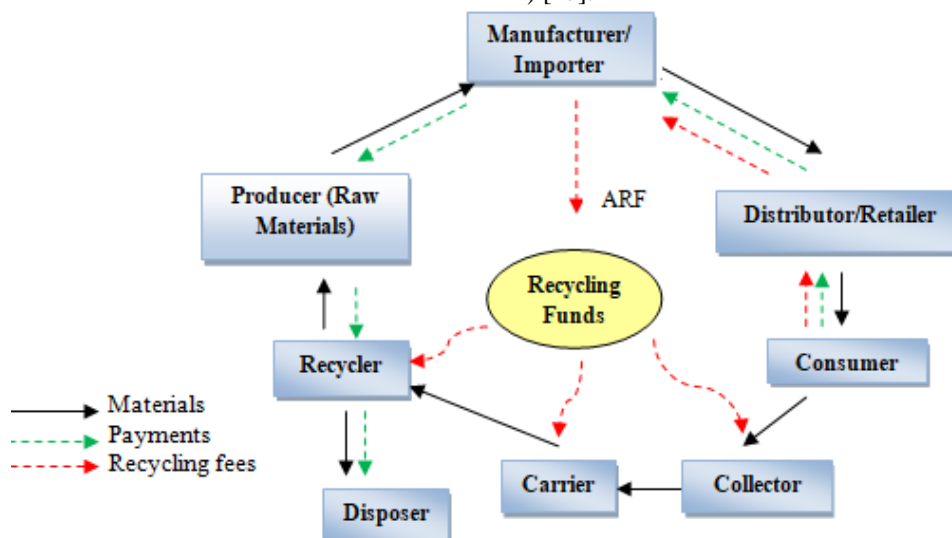 Manufacturer/
Importer
Producer (Raw
Materials)
ARF
Distributor/Retailer
Recycling
Funds
Recycler
Consumer
Materials
Payments
Recycling fees
Carrier
Collector
Disposer